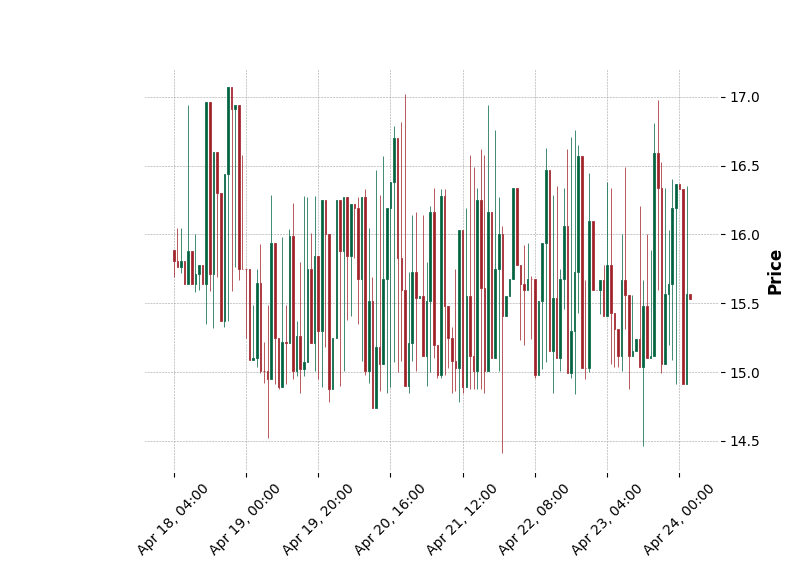 17.0
16.5
16.0
15.5
15.0
14.5
Price
Apr 18, 04:00
Apr 19, 00:00
Apr 19, 20:00
Apr 20, 16:00
Apr 21, 12:00
Apr 22, 08:00
Apr 23, 04:00
Apr 24, 00:00